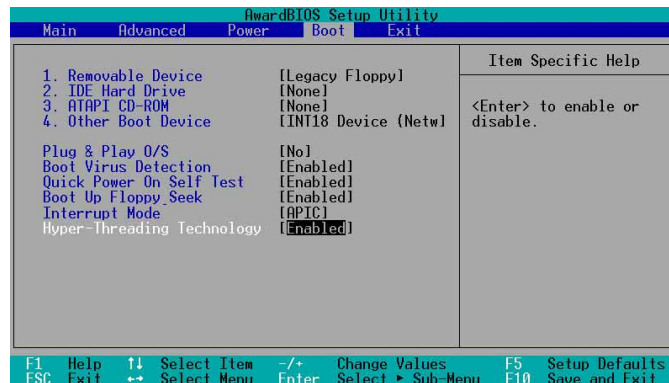 AwardBIOS Setup Utility
Main Advanced Power Boot Exit
Item Specific Help
1. Removable Device [Legacy Floppy]
2. IDE Hard Drive [None]
3. ATAPI CD-ROM [None]
4. Other Boot Device [INT18 Device (Netw]
<Enter> to enable or
disable.
Plug & Play O/S [No]
Boot Virus Detection [Enabled]
Quick Power On Self Test [Enabled]
Boot Up Floppy Seek [Enabled]
Interrupt Mode [APIC]
Hyper-Threading Technology [Enabled]
F1 Help ↑↓ Select Item -/+ Change Values F5 Setup Defaults
ESC Exit ←→ Select Menu Enter Select ► Sub-Menu F10 Save and Exit